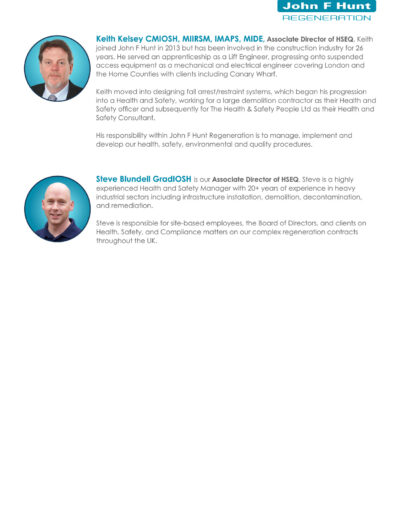 John F Hunt
REGENERATION
Keith Kelsey CMIOSH, MIIRSM, IMAPS, MIDE, Associate Director of HSEQ. Keith
joined John F Hunt in 2013 but has been involved in the construction industry for 26
years. He served an apprenticeship as a Lift Engineer, progressing onto suspended
access equipment as a mechanical and electrical engineer covering London and
the Home Counties with clients including Canary Wharf.
Keith moved into designing fall arrest/restraint systems, which began his progression
into a Health and Safety, working for a large demolition contractor as their Health and
Safety officer and subsequently for The Health & Safety People Ltd as their Health and
Safety Consultant.
His responsibility within John F Hunt Regeneration is to manage, implement and
develop our health, safety, environmental and quality procedures.
Steve Blundell GradIOSH is our Associate Director of HSEQ. Steve is a highly
experienced Health and Safety Manager with 20+ years of experience in heavy
industrial sectors including infrastructure installation, demolition, decontamination,
and remediation.
Steve is responsible for site-based employees, the Board of Directors, and clients on
Health, Safety, and Compliance matters on our complex regeneration contracts
throughout the UK.